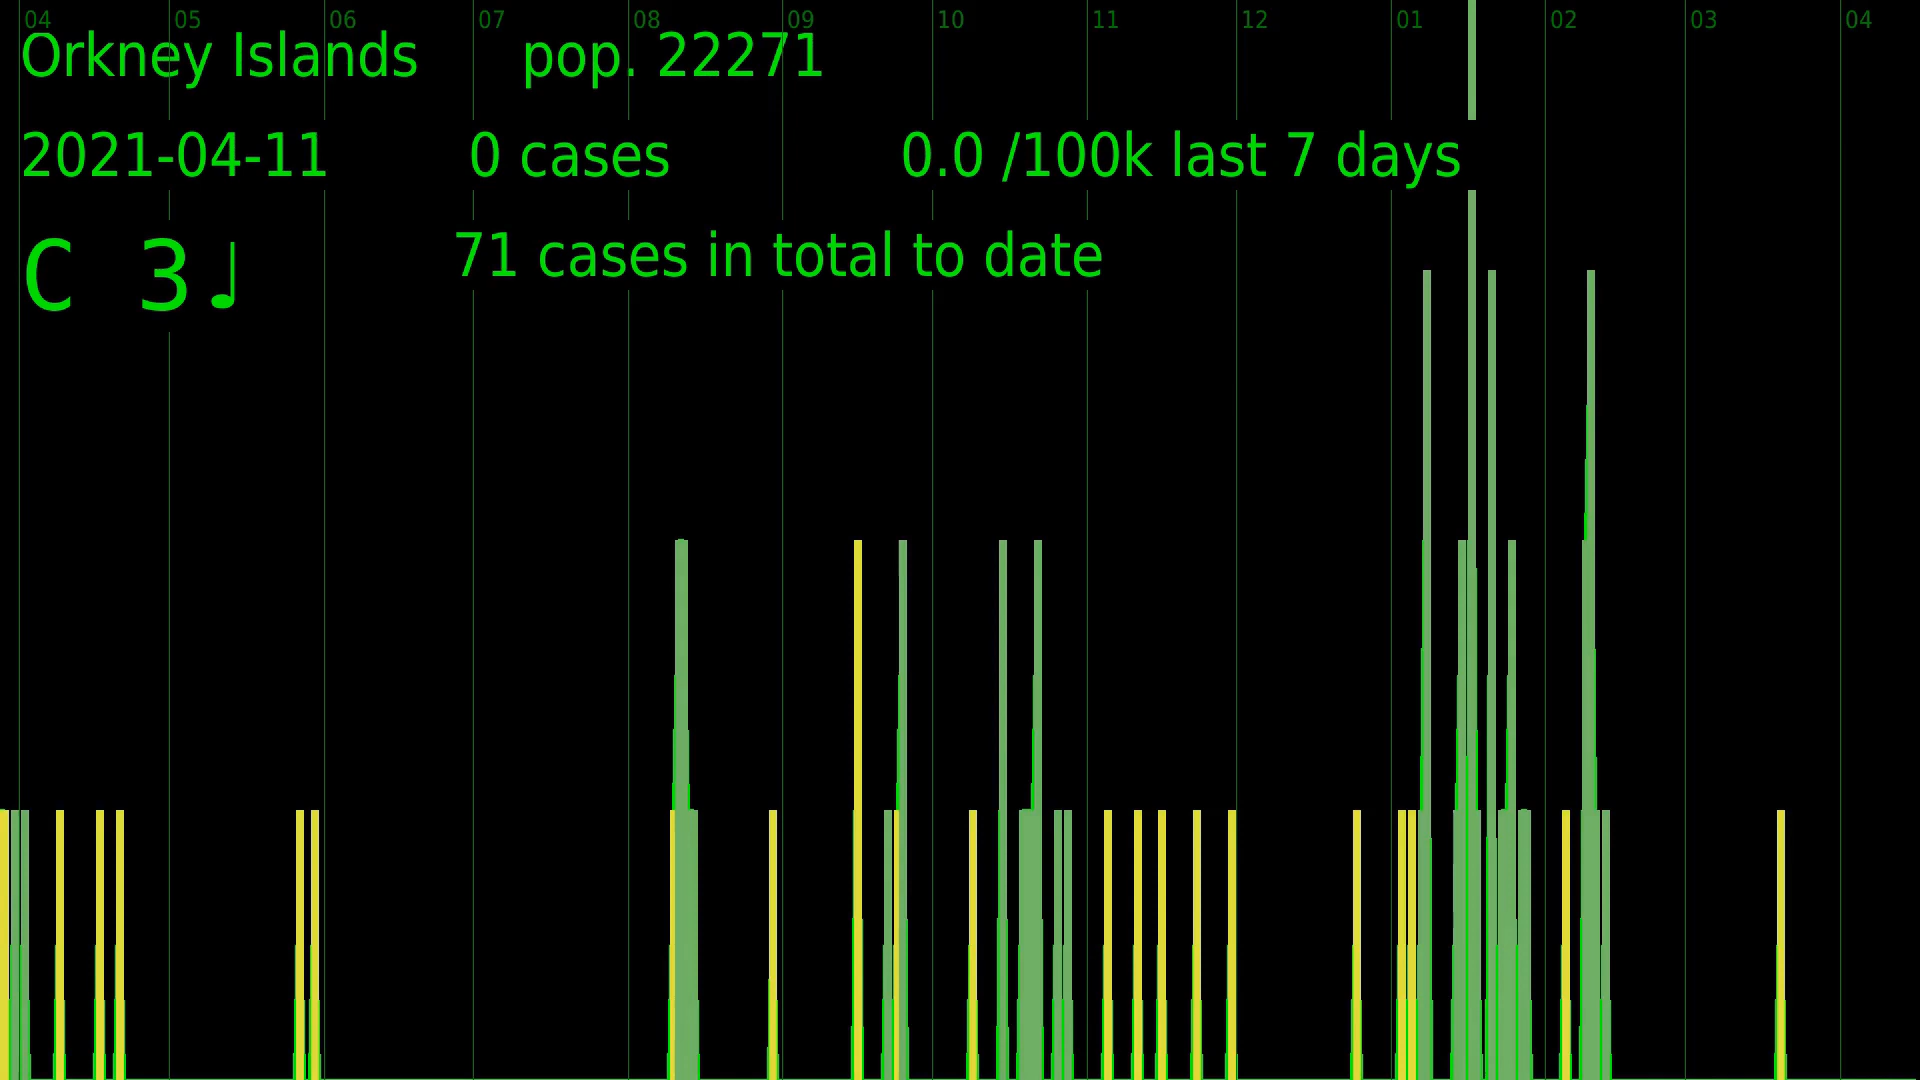 04 05 06 07 08 09 10 11 12 01 02 03 04
Orkney Islands pop. 22271
2021-04-11 0 cases 0.0 /100k last 7 days
71 cases in total to date
C 3♩